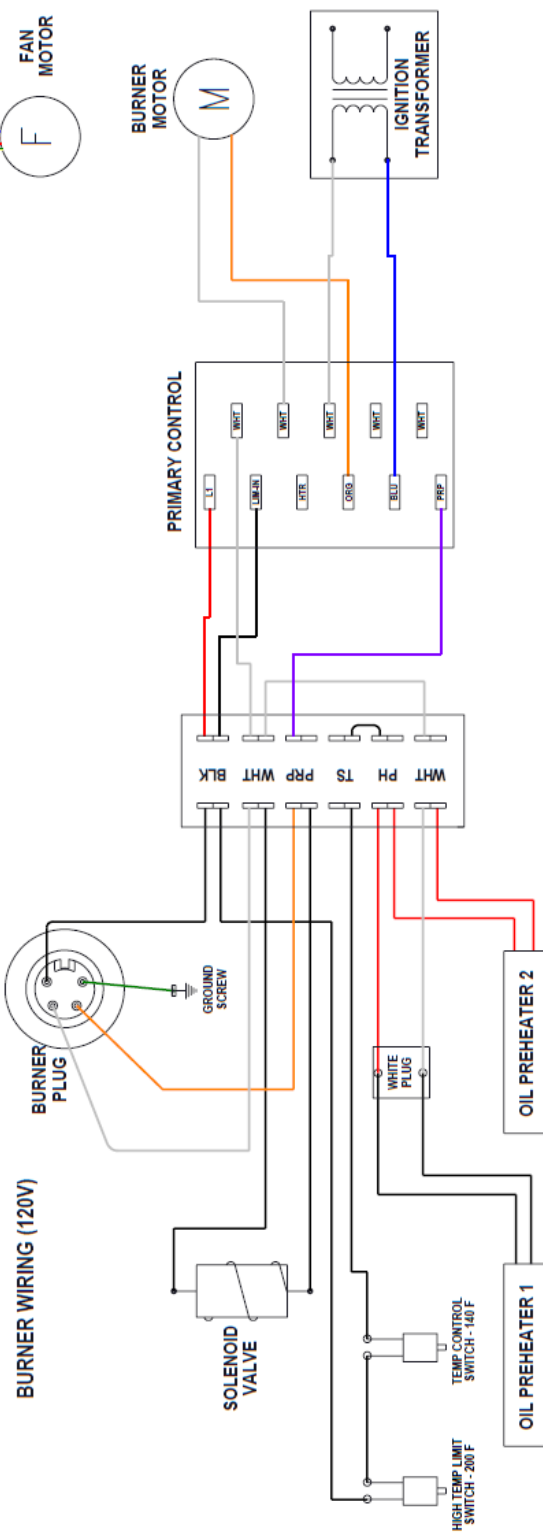 BURNER WIRING (120V)
BURNER
PLUG
GROUND
SCREW
SOLENOID
VALVE
HIGH TEMP LIMIT
SWITCH - 200 F
TEMP CONTROL
SWITCH - 140 F
OIL PREHEATER 1
OIL PREHEATER 2
WHITE
PLUG
BLK
WHT
PRP
TS
PH
WHT
PRIMARY CONTROL
L1
LIM-IN
HTR
ORG
BLU
PRP
WHT
WHT
WHT
WHT
WHT
BURNER
MOTOR
M
FAN
MOTOR
F
IGNITION
TRANSFORMER